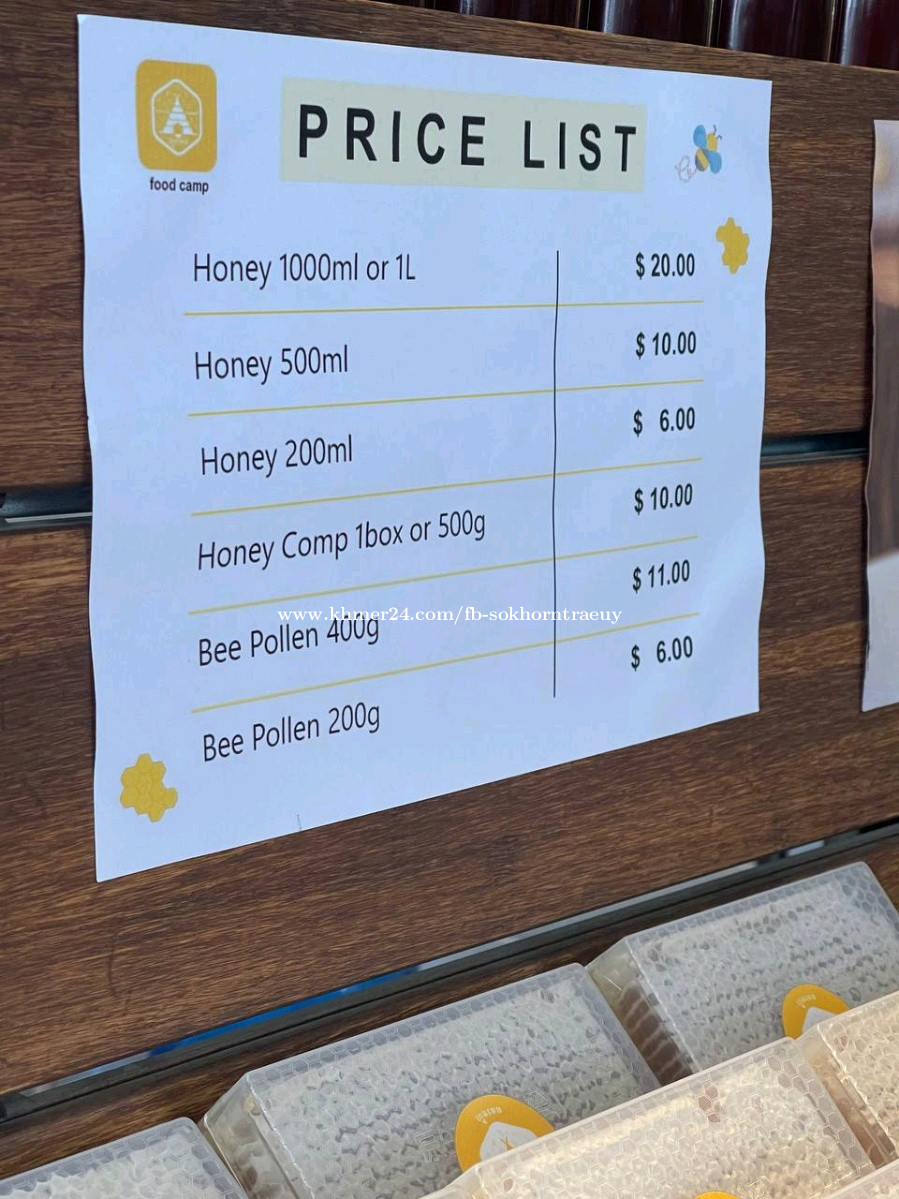 food camp
PRICE LIST
Honey 1000ml or 1L $ 20.00
Honey 500ml $ 10.00
Honey 200ml $ 6.00
Honey Comp 1box or 500g $ 10.00
Bee Pollen 400g $ 11.00
www.khmer24.com/fb-sokhorntraeuy
Bee Pollen 200g $ 6.00